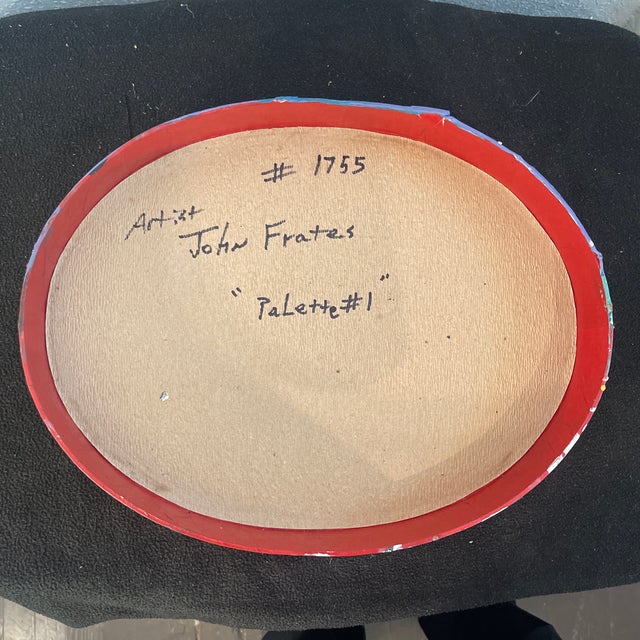 # 1755
Artist
John Frates
"Palette#1"